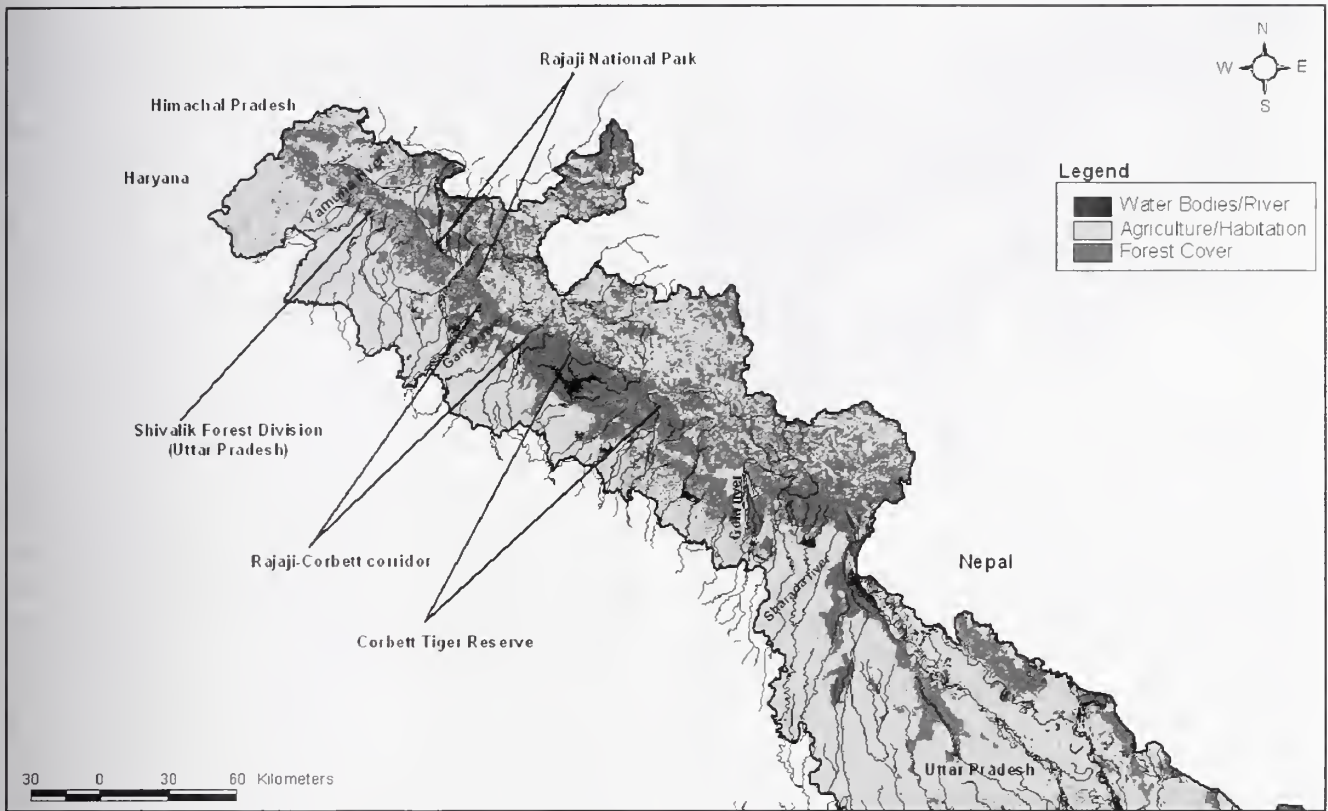 Rajaji National Park
N
W E
S
Himachal Pradesh
Haryana
Legend
Water Bodies/River
Agriculture/Habitation
Forest Cover
Yamuna River
Ganga
Shivalik Forest Division
(Uttar Pradesh)
Rajaji-Corbett corridor
Gola river
Nepal
Sharada river
Corbett Tiger Reserve
Uttar Pradesh
30 0 30 60 Kilometers